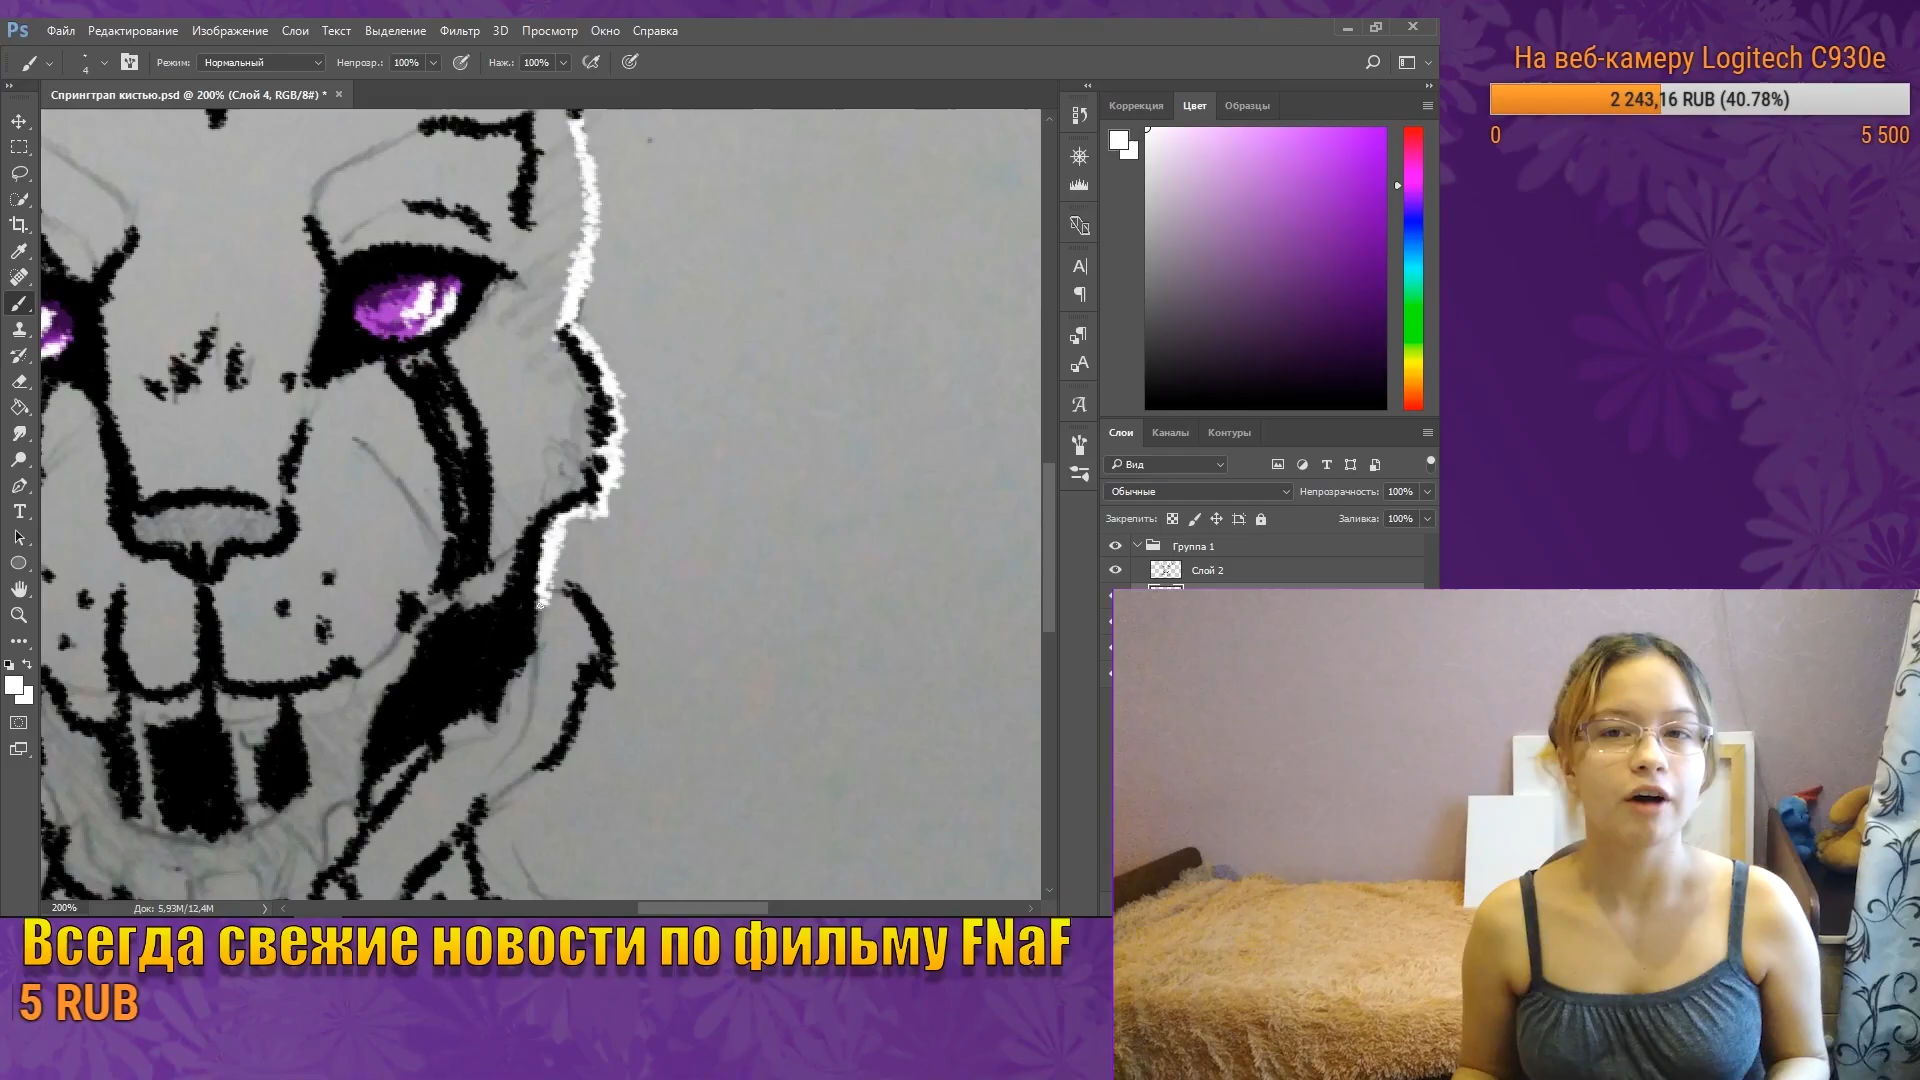 Ps Файл Редактирование Изображение Слои Текст Выделение Фильтр 3D Просмотр Окно Справка
4 Режим: Нормальный Непрозр.: 100% Наж.: 100%
Спрингтрап кистью.psd @ 200% (Слой 4, RGB/8#) *
Коррекция Цвет Образцы
Слои Каналы Контуры
Вид
Обычные Непрозрачность: 100%
Закрепить: Заливка: 100%
Группа 1
Слой 2
200% Док: 5,93M/12,4M
На веб-камеру Logitech C930e
2 243,16 RUB (40.78%)
0 5 500
Всегда свежие новости по фильму FNaF
5 RUB